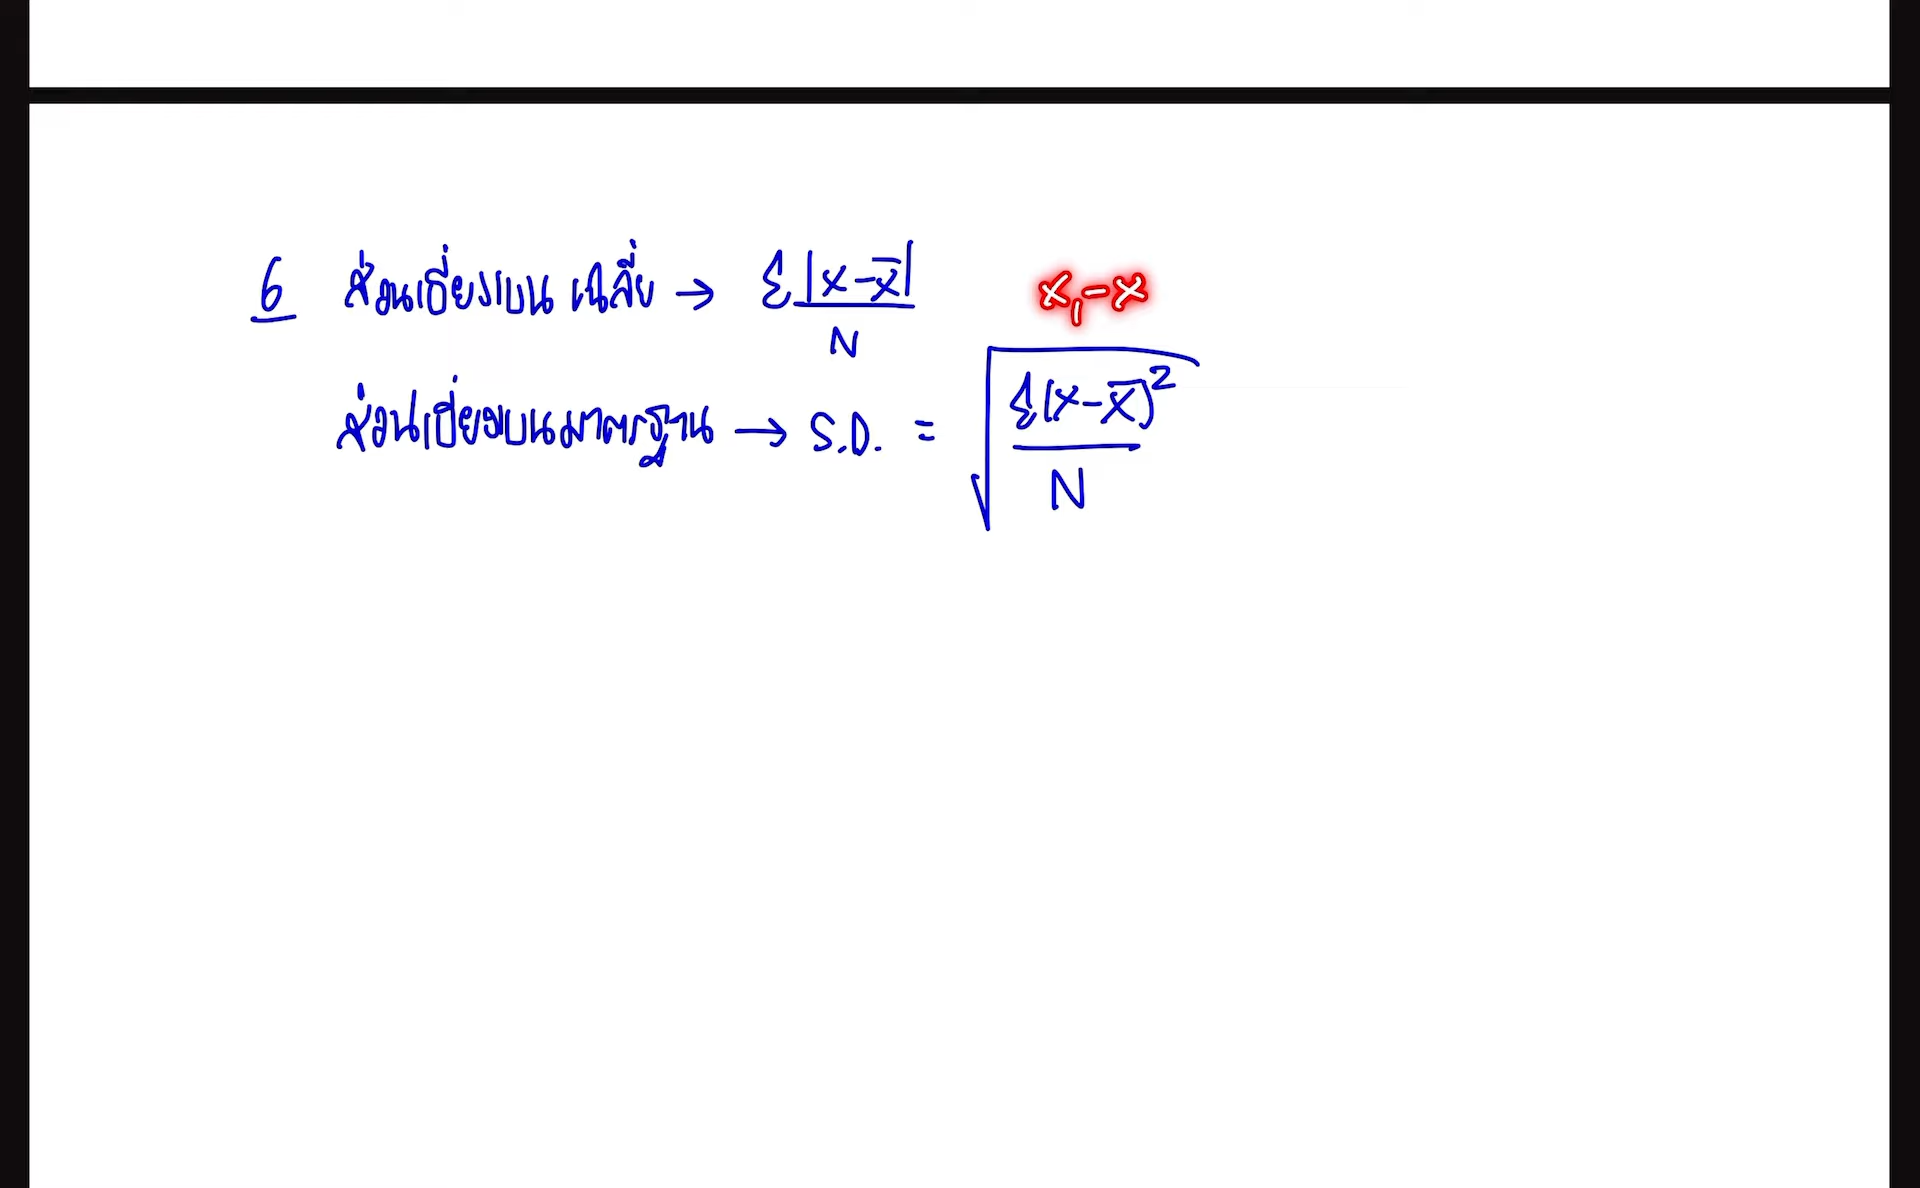 6 ส่วนเบี่ยงเบน เฉลี่ย → Σ|x-x̄| / N
x₁-x
ส่วนเบี่ยงเบนมาตรฐาน → S.D. = √(Σ(x-x̄)² / N)